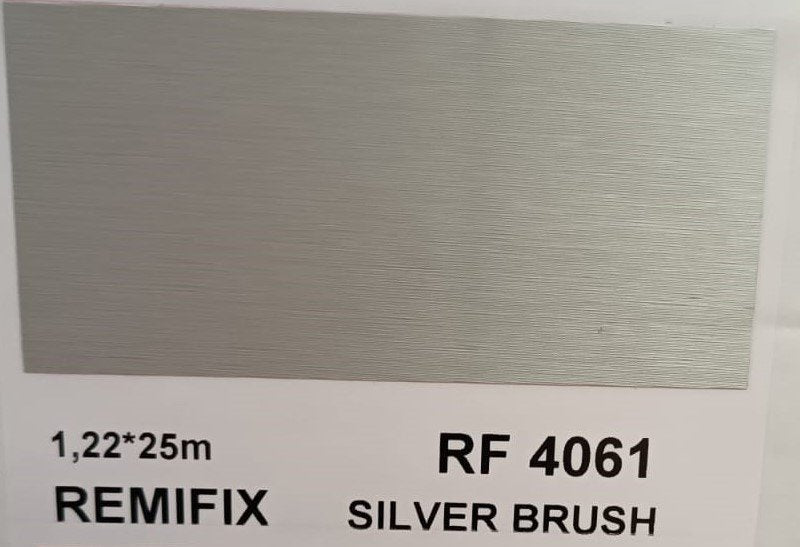 1,22*25m
RF 4061
REMIFIX
SILVER BRUSH